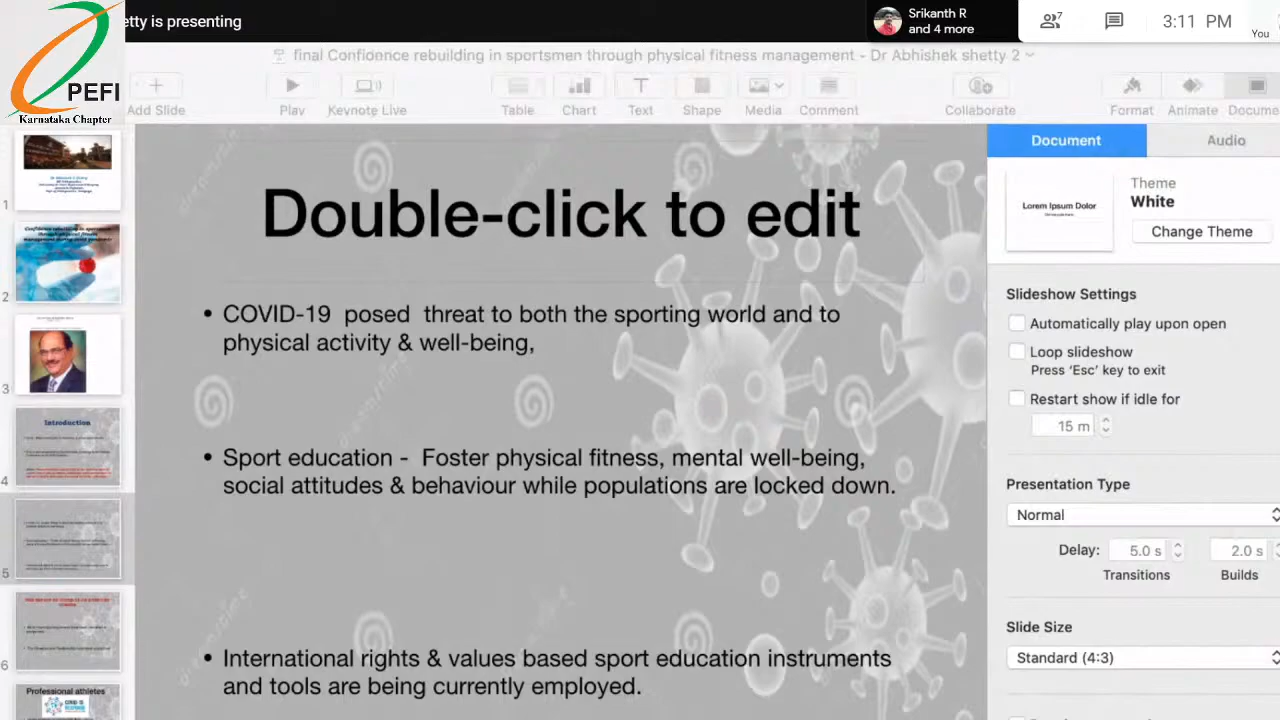 etty is presenting
Srikanth R
and 4 more
7
3:11 PM
You
PEFI
Karnataka Chapter
final Confidence rebuilding in sportsmen through physical fitness management - Dr Abhishek shetty 2
Add Slide
Play
Keynote Live
Table
Chart
Text
Shape
Media
Comment
Collaborate
Format
Animate
Docume
1
2
3
Introduction
4
5
6
Professional athletes
Double-click to edit
• COVID-19 posed threat to both the sporting world and to
physical activity & well-being,
• Sport education - Foster physical fitness, mental well-being,
social attitudes & behaviour while populations are locked down.
• International rights & values based sport education instruments
and tools are being currently employed.
Document
Audio
Lorem Ipsum Dolor
Theme
White
Change Theme
Slideshow Settings
Automatically play upon open
Loop slideshow
Press ‘Esc’ key to exit
Restart show if idle for
15 m
Presentation Type
Normal
Delay:
5.0 s
2.0 s
Transitions
Builds
Slide Size
Standard (4:3)